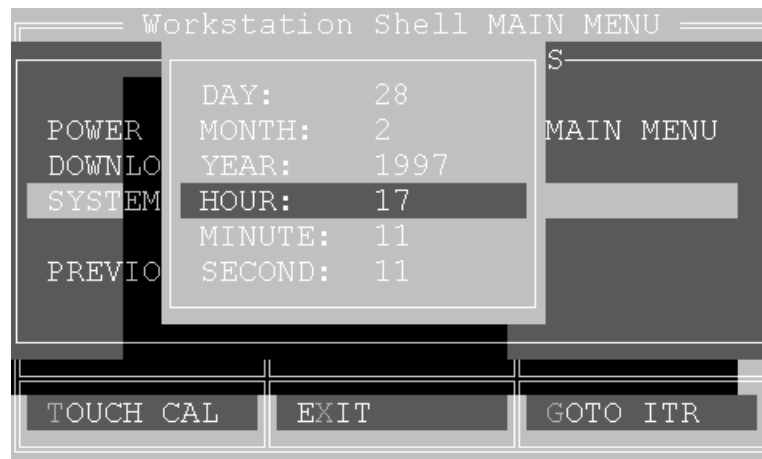 Workstation Shell MAIN MENU
S
DAY: 28
POWER MONTH: 2 MAIN MENU
DOWNLO YEAR: 1997
SYSTEM HOUR: 17
MINUTE: 11
PREVIO SECOND: 11
TOUCH CAL EXIT GOTO ITR